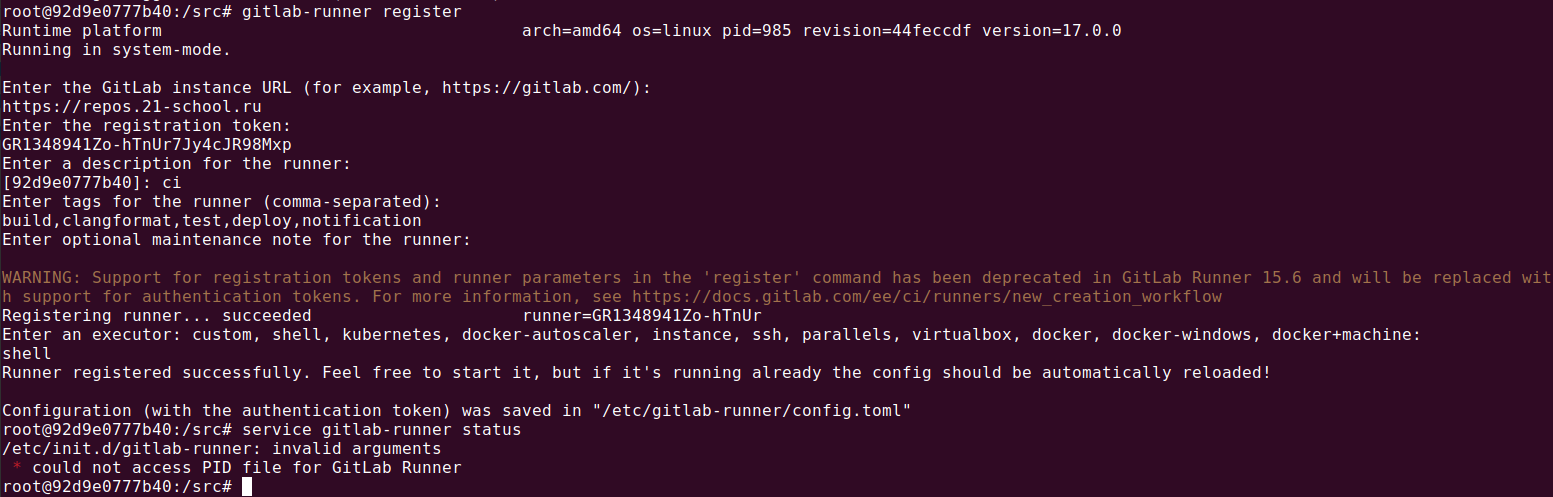 root@92d9e0777b40:/src# gitlab-runner register
Runtime platform                                    arch=amd64 os=linux pid=985 revision=44feccdf version=17.0.0
Running in system-mode.

Enter the GitLab instance URL (for example, https://gitlab.com/):
https://repos.21-school.ru
Enter the registration token:
GR1348941Zo-hTnUr7Jy4cJR98Mxp
Enter a description for the runner:
[92d9e0777b40]: ci
Enter tags for the runner (comma-separated):
build,clangformat,test,deploy,notification
Enter optional maintenance note for the runner:

WARNING: Support for registration tokens and runner parameters in the 'register' command has been deprecated in GitLab Runner 15.6 and will be replaced wit
h support for authentication tokens. For more information, see https://docs.gitlab.com/ee/ci/runners/new_creation_workflow
Registering runner... succeeded                     runner=GR1348941Zo-hTnUr
Enter an executor: custom, shell, kubernetes, docker-autoscaler, instance, ssh, parallels, virtualbox, docker, docker-windows, docker+machine:
shell
Runner registered successfully. Feel free to start it, but if it's running already the config should be automatically reloaded!

Configuration (with the authentication token) was saved in "/etc/gitlab-runner/config.toml"
root@92d9e0777b40:/src# service gitlab-runner status
/etc/init.d/gitlab-runner: invalid arguments
 * could not access PID file for GitLab Runner
root@92d9e0777b40:/src#